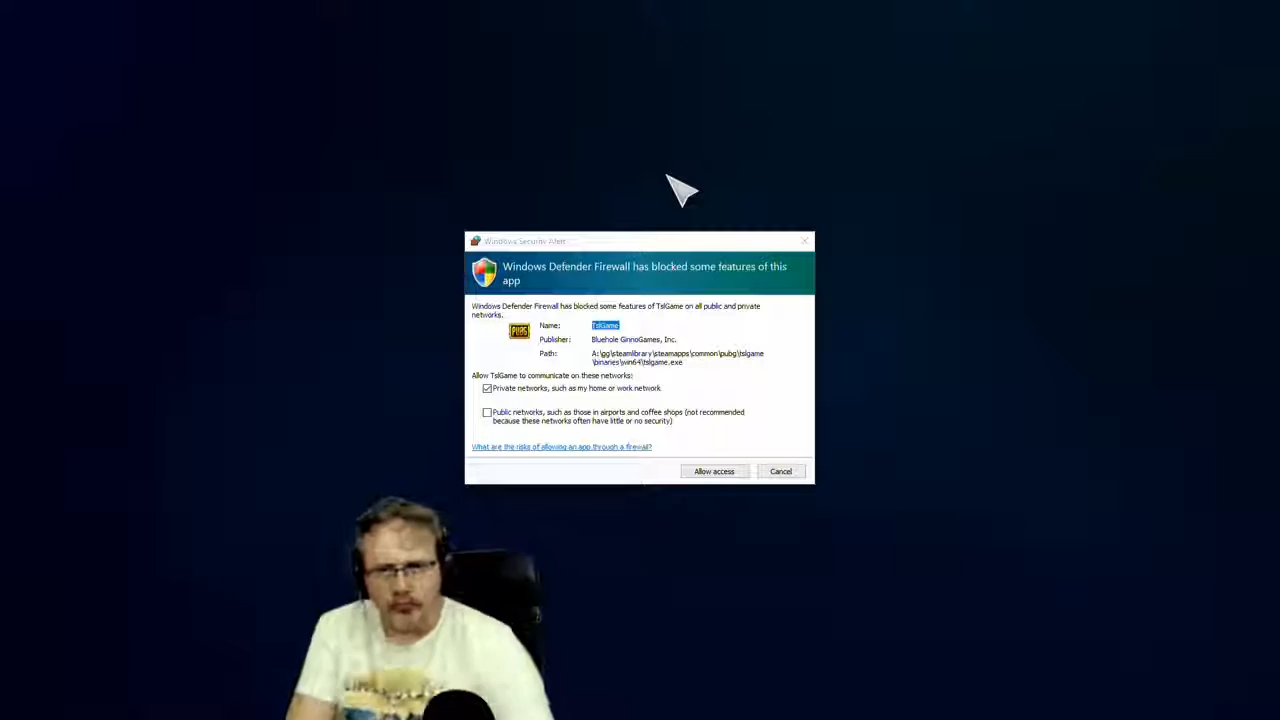 Windows Security Alert
Windows Defender Firewall has blocked some features of this
app
Windows Defender Firewall has blocked some features of TslGame on all public and private
networks.
PUBG
Name: TslGame
Publisher: Bluehole GinnoGames, Inc.
Path: A:\gg\steamlibrary\steamapps\common\pubg\tslgame
\binaries\win64\tslgame.exe
Allow TslGame to communicate on these networks:
Private networks, such as my home or work network
Public networks, such as those in airports and coffee shops (not recommended
because these networks often have little or no security)
What are the risks of allowing an app through a firewall?
Allow access Cancel